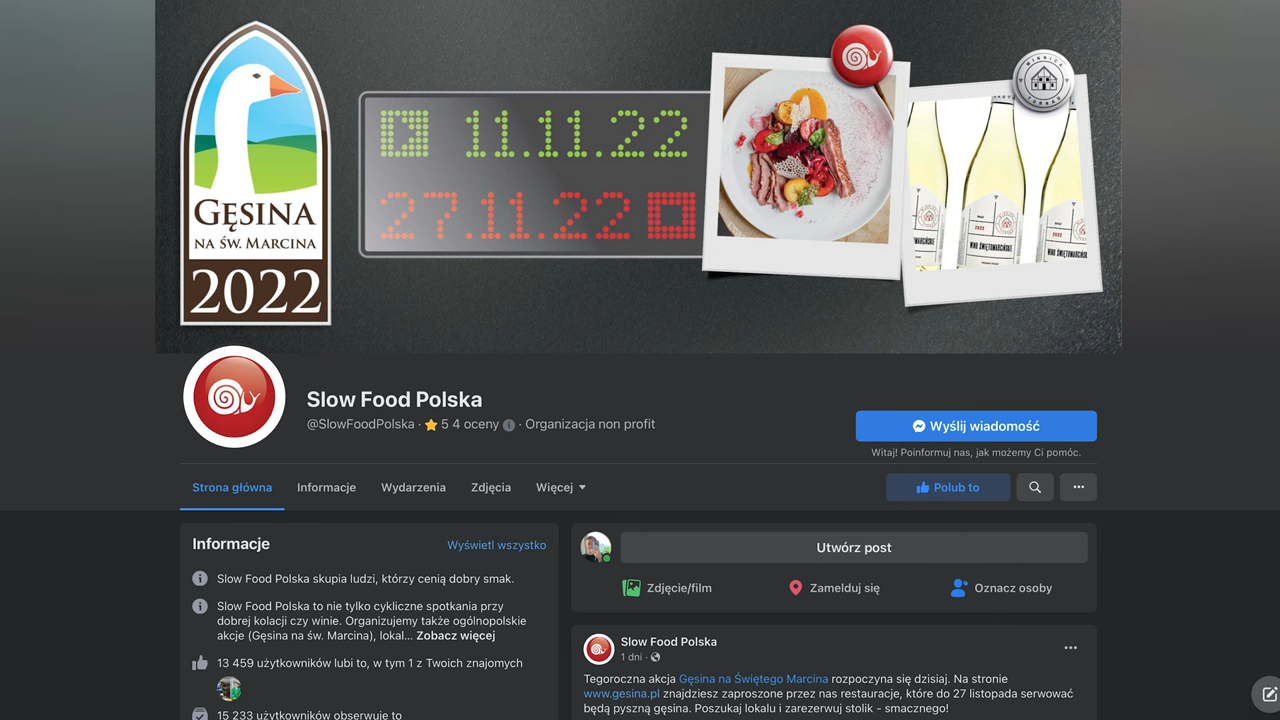 GĘSINA
NA ŚW. MARCINA
2022
11.11.22
27.11.22
WINNICA
TURNAU
2022
WINO ŚWIĘTOMARCIŃSKIE
Slow Food Polska
@SlowFoodPolska · 5 4 oceny · Organizacja non profit
Wyślij wiadomość
Witaj! Poinformuj nas, jak możemy Ci pomóc.
Strona główna
Informacje
Wydarzenia
Zdjęcia
Więcej
Polub to
Informacje
Wyświetl wszystko
Slow Food Polska skupia ludzi, którzy cenią dobry smak.
Slow Food Polska to nie tylko cykliczne spotkania przy
dobrej kolacji czy winie. Organizujemy także ogólnopolskie
akcje (Gęsina na św. Marcina), lokal... Zobacz więcej
13 459 użytkowników lubi to, w tym 1 z Twoich znajomych
15 233 użytkowników obserwuje to
Utwórz post
Zdjęcie/film
Zamelduj się
Oznacz osoby
Slow Food Polska
1 dni ·
Tegoroczna akcja Gęsina na Świętego Marcina rozpoczyna się dzisiaj. Na stronie
www.gesina.pl znajdziesz zaproszone przez nas restauracje, które do 27 listopada serwować
będą pyszną gęsina. Poszukaj lokalu i zarezerwuj stolik - smacznego!